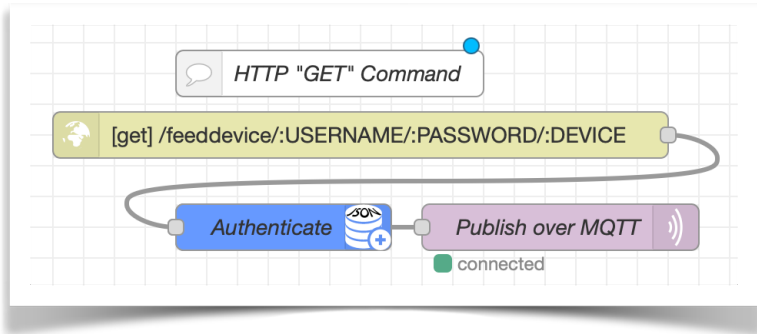 HTTP "GET" Command
[get] /feeddevice/:USERNAME/:PASSWORD/:DEVICE
Authenticate
JSON
Publish over MQTT
connected